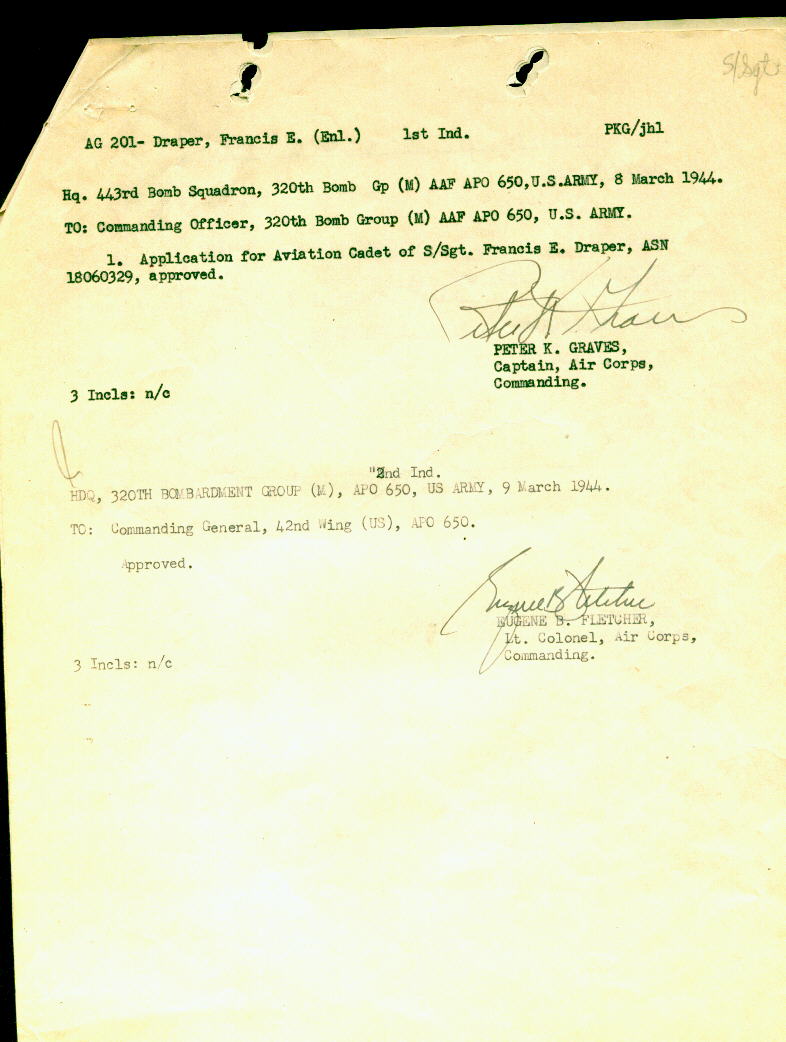 S/Sgt
AG 201- Draper, Francis E. (Enl.) 1st Ind. PKG/jhl
Hq. 443rd Bomb Squadron, 320th Bomb Gp (M) AAF APO 650,U.S.ARMY, 8 March 1944.
TO: Commanding Officer, 320th Bomb Group (M) AAF APO 650, U.S. ARMY.
1. Application for Aviation Cadet of S/Sgt. Francis E. Draper, ASN
18060329, approved.
Peter K Graves
PETER K. GRAVES,
Captain, Air Corps,
Commanding.
3 Incls: n/c
"2nd Ind.
HDQ, 320TH BOMBARDMENT GROUP (M), APO 650, US ARMY, 9 March 1944.
TO: Commanding General, 42nd Wing (US), APO 650.
Approved.
Eugene B Fletcher
EUGENE B. FLETCHER,
Lt. Colonel, Air Corps,
Commanding.
3 Incls: n/c